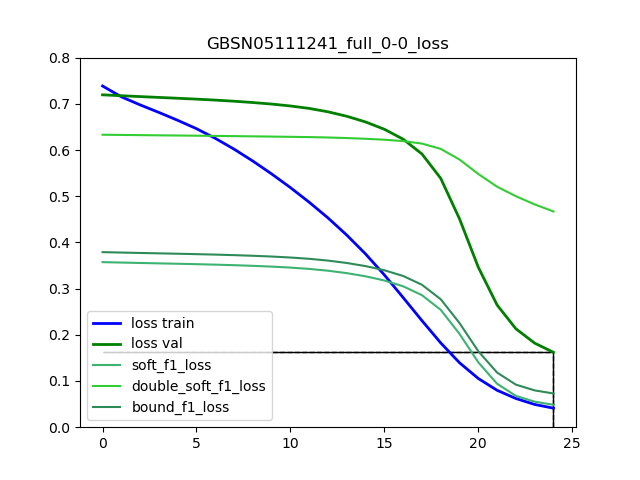 GBSN05111241_full_0-0_loss
0.8
0.7
0.6
0.5
0.4
0.3
0.2
0.1
0.0
loss train
loss val
soft_f1_loss
double_soft_f1_loss
bound_f1_loss
0 5 10 15 20 25